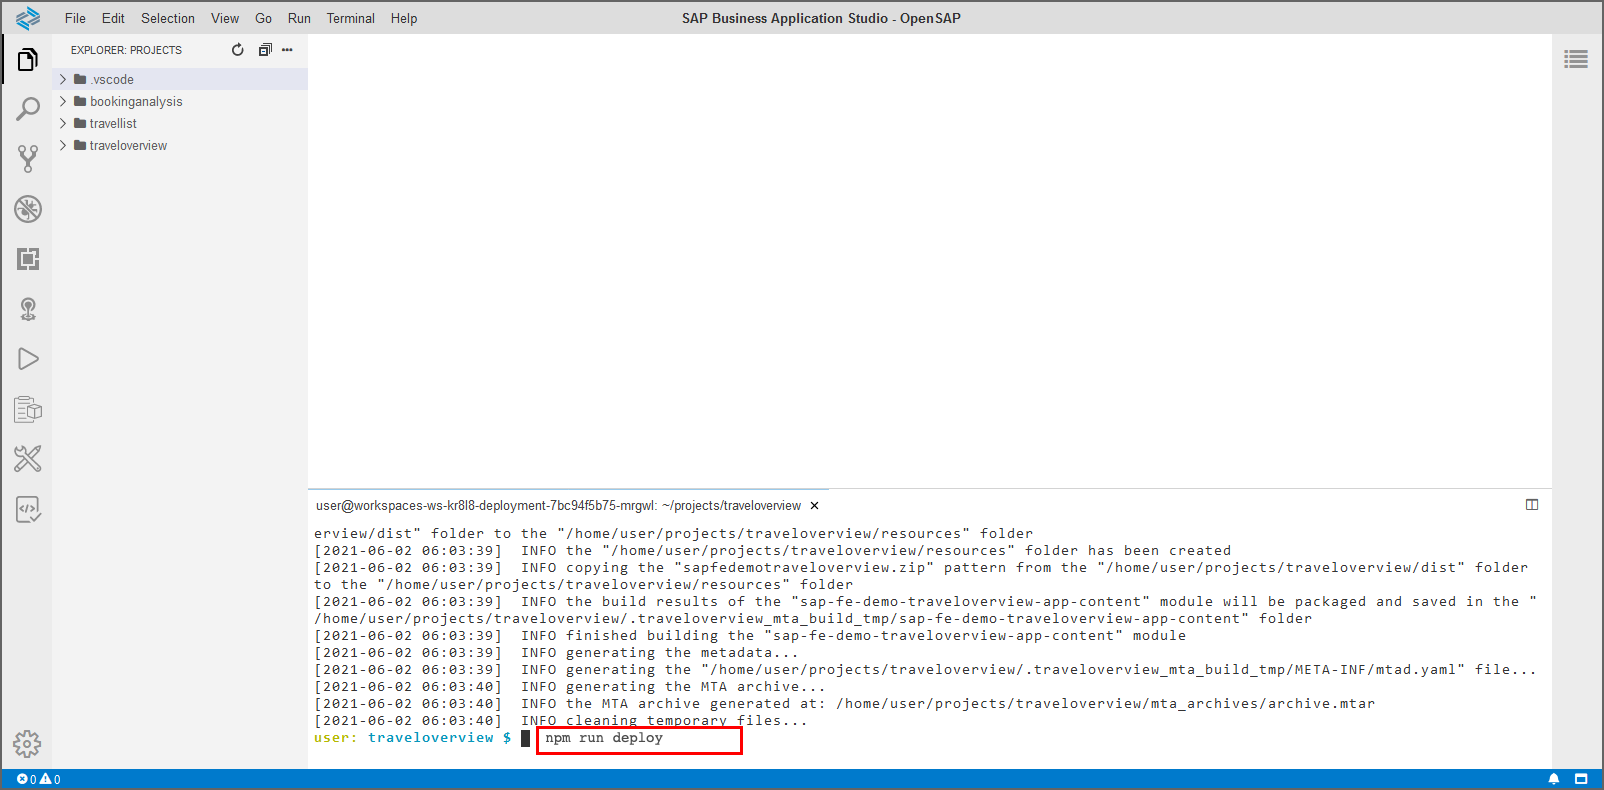 File Edit Selection View Go Run Terminal Help
SAP Business Application Studio - OpenSAP
EXPLORER: PROJECTS
.vscode
bookinganalysis
travellist
traveloverview
user@workspaces-ws-kr8l8-deployment-7bc94f5b75-mrgwl: ~/projects/traveloverview
erview/dist" folder to the "/home/user/projects/traveloverview/resources" folder
[2021-06-02 06:03:39]  INFO the "/home/user/projects/traveloverview/resources" folder has been created
[2021-06-02 06:03:39]  INFO copying the "sapfedemotraveloverview.zip" pattern from the "/home/user/projects/traveloverview/dist" folder
to the "/home/user/projects/traveloverview/resources" folder
[2021-06-02 06:03:39]  INFO the build results of the "sap-fe-demo-traveloverview-app-content" module will be packaged and saved in the "
/home/user/projects/traveloverview/.traveloverview_mta_build_tmp/sap-fe-demo-traveloverview-app-content" folder
[2021-06-02 06:03:39]  INFO finished building the "sap-fe-demo-traveloverview-app-content" module
[2021-06-02 06:03:39]  INFO generating the metadata...
[2021-06-02 06:03:39]  INFO generating the "/home/user/projects/traveloverview/.traveloverview_mta_build_tmp/META-INF/mtad.yaml" file...
[2021-06-02 06:03:40]  INFO generating the MTA archive...
[2021-06-02 06:03:40]  INFO the MTA archive generated at: /home/user/projects/traveloverview/mta_archives/archive.mtar
[2021-06-02 06:03:40]  INFO cleaning temporary files...
user: traveloverview $ npm run deploy
0 0